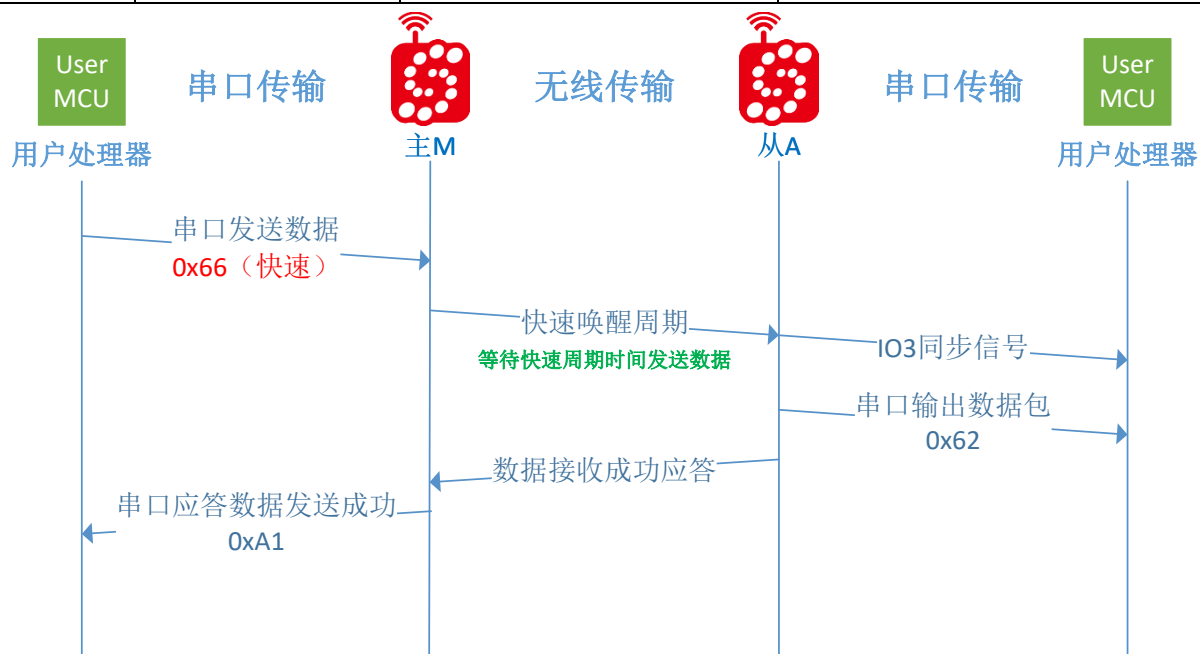 User
MCU
串口传输
无线传输
串口传输
User
MCU
用户处理器
主M
从A
用户处理器
串口发送数据
0x66（快速）
快速唤醒周期
等待快速周期时间发送数据
IO3同步信号
串口输出数据包
0x62
数据接收成功应答
串口应答数据发送成功
0xA1